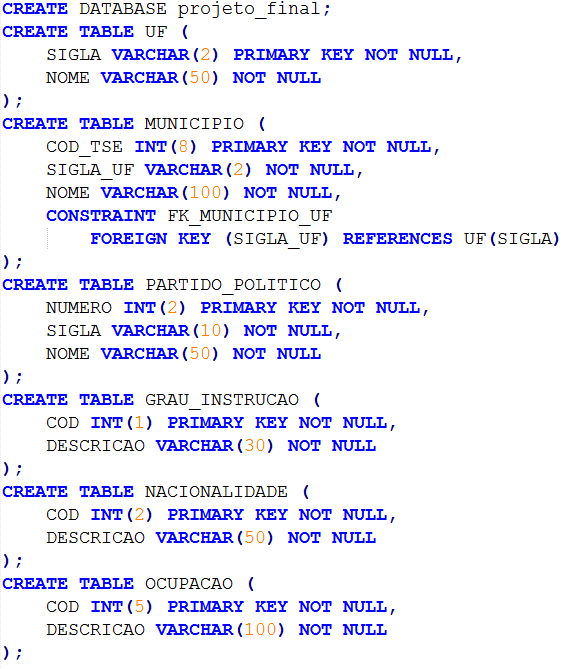 CREATE DATABASE projeto_final;
CREATE TABLE UF (
    SIGLA VARCHAR(2) PRIMARY KEY NOT NULL,
    NOME VARCHAR(50) NOT NULL
);
CREATE TABLE MUNICIPIO (
    COD_TSE INT(8) PRIMARY KEY NOT NULL,
    SIGLA_UF VARCHAR(2) NOT NULL,
    NOME VARCHAR(100) NOT NULL,
    CONSTRAINT FK_MUNICIPIO_UF
        FOREIGN KEY (SIGLA_UF) REFERENCES UF(SIGLA)
);
CREATE TABLE PARTIDO_POLITICO (
    NUMERO INT(2) PRIMARY KEY NOT NULL,
    SIGLA VARCHAR(10) NOT NULL,
    NOME VARCHAR(50) NOT NULL
);
CREATE TABLE GRAU_INSTRUCAO (
    COD INT(1) PRIMARY KEY NOT NULL,
    DESCRICAO VARCHAR(30) NOT NULL
);
CREATE TABLE NACIONALIDADE (
    COD INT(2) PRIMARY KEY NOT NULL,
    DESCRICAO VARCHAR(50) NOT NULL
);
CREATE TABLE OCUPACAO (
    COD INT(5) PRIMARY KEY NOT NULL,
    DESCRICAO VARCHAR(100) NOT NULL
);